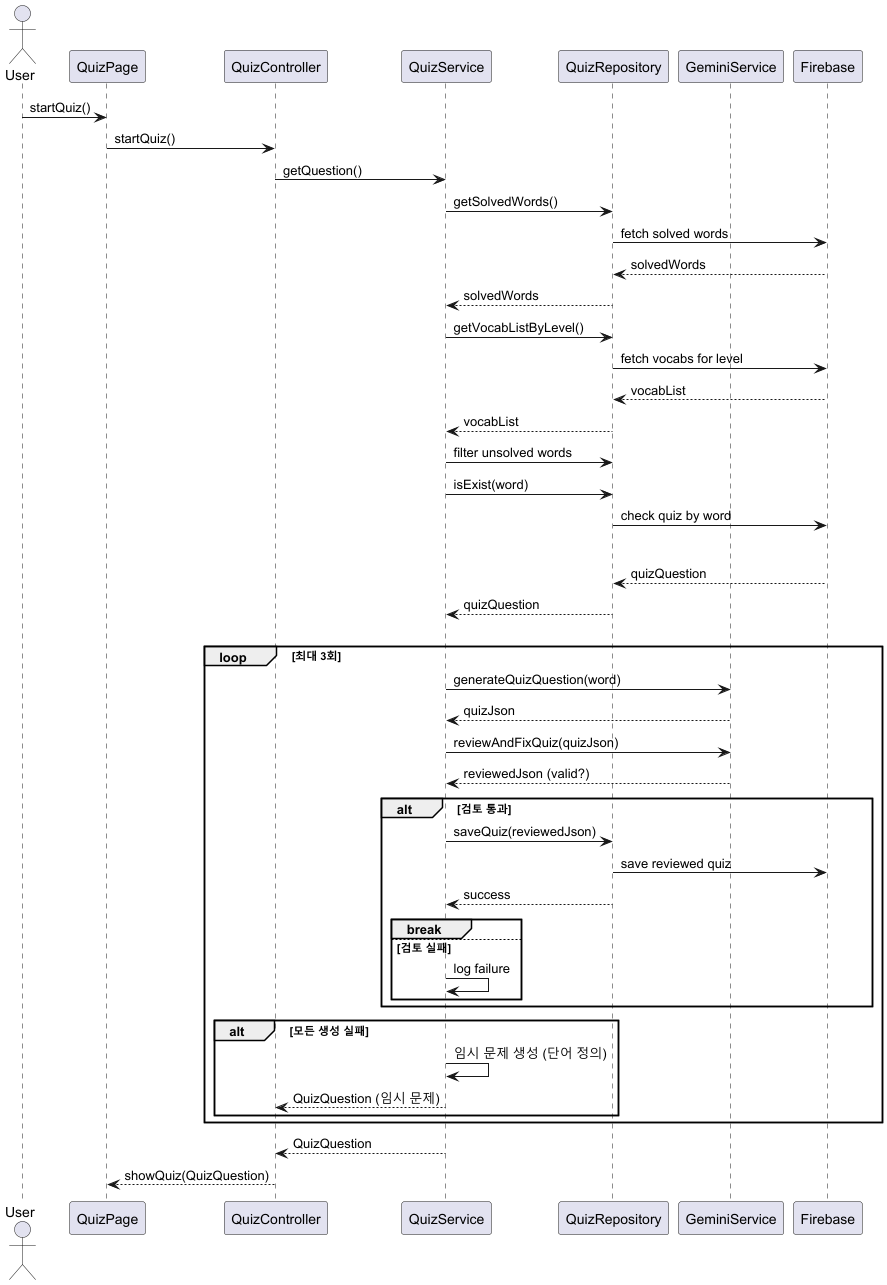 User
QuizPage
QuizController
QuizService
QuizRepository
GeminiService
Firebase
startQuiz()
startQuiz()
getQuestion()
getSolvedWords()
fetch solved words
solvedWords
solvedWords
getVocabListByLevel()
fetch vocabs for level
vocabList
vocabList
filter unsolved words
isExist(word)
check quiz by word
quizQuestion
quizQuestion
loop
[최대 3회]
generateQuizQuestion(word)
quizJson
reviewAndFixQuiz(quizJson)
reviewedJson (valid?)
alt
[검토 통과]
saveQuiz(reviewedJson)
save reviewed quiz
success
break
[검토 실패]
log failure
alt
[모든 생성 실패]
임시 문제 생성 (단어 정의)
QuizQuestion (임시 문제)
QuizQuestion
showQuiz(QuizQuestion)
User
QuizPage
QuizController
QuizService
QuizRepository
GeminiService
Firebase